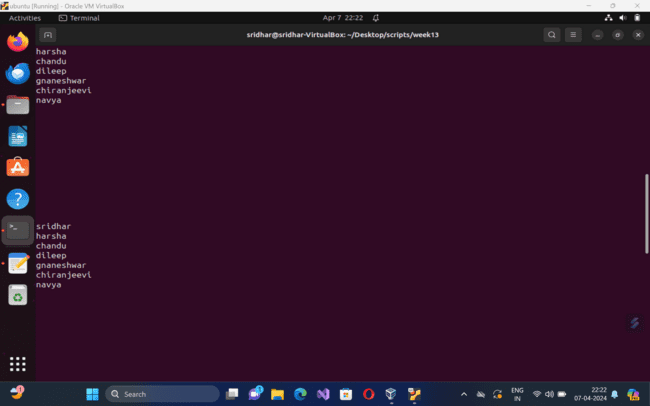 ubuntu [Running] - Oracle VM VirtualBox
Activities
Terminal
Apr 7 22:22
sridhar@sridhar-VirtualBox: ~/Desktop/scripts/week13
harsha
chandu
dileep
gnaneshwar
chiranjeevi
navya
sridhar
harsha
chandu
dileep
gnaneshwar
chiranjeevi
navya
Search
ENG
IN
22:22
07-04-2024